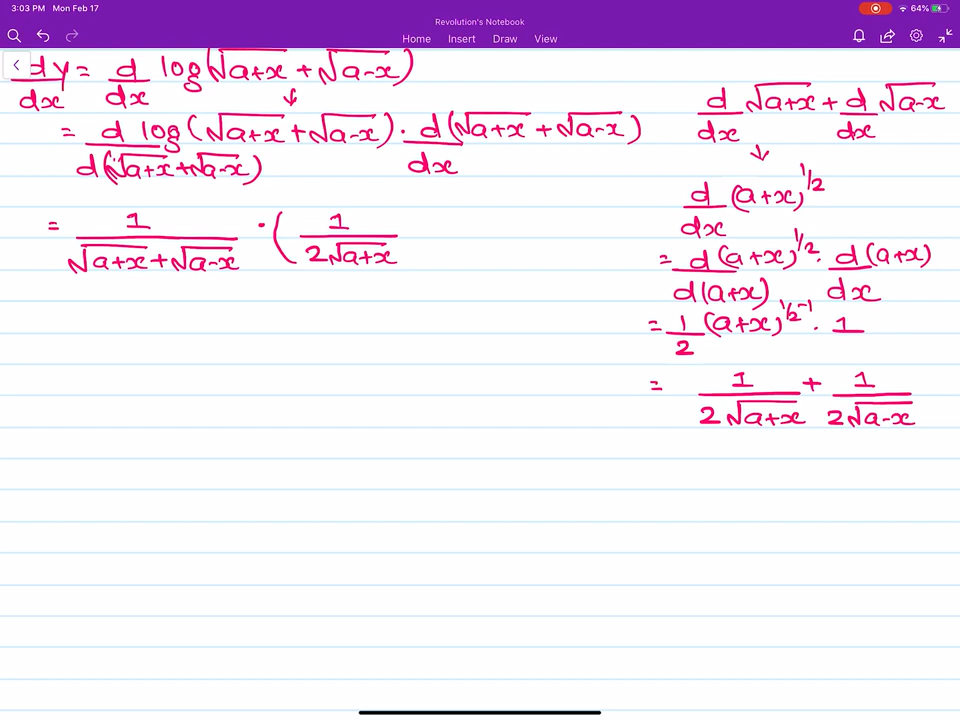 3:03 PM Mon Feb 17
64%
Revolution's Notebook
Home Insert Draw View
dy/dx = d/dx log(√a+x + √a-x)
= d log(√a+x + √a-x)/d(√a+x + √a-x) · d(√a+x + √a-x)/dx
= 1/√a+x + √a-x · ( 1/2√a+x
d/dx √a+x + d/dx √a-x
d/dx (a+x)^1/2
= d(a+x)^1/2/d(a+x) · d(a+x)/dx
= 1/2 (a+x)^1/2-1 · 1
= 1/2√a+x + 1/2√a-x